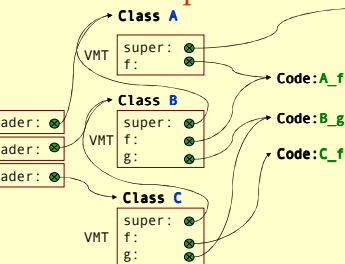 Class A
VMT
super:
f:
Code:A_f
Class B
ader:
VMT
super:
f:
g:
Code:B_g
ader:
Code:C_f
ader:
Class C
VMT
super:
f:
g: